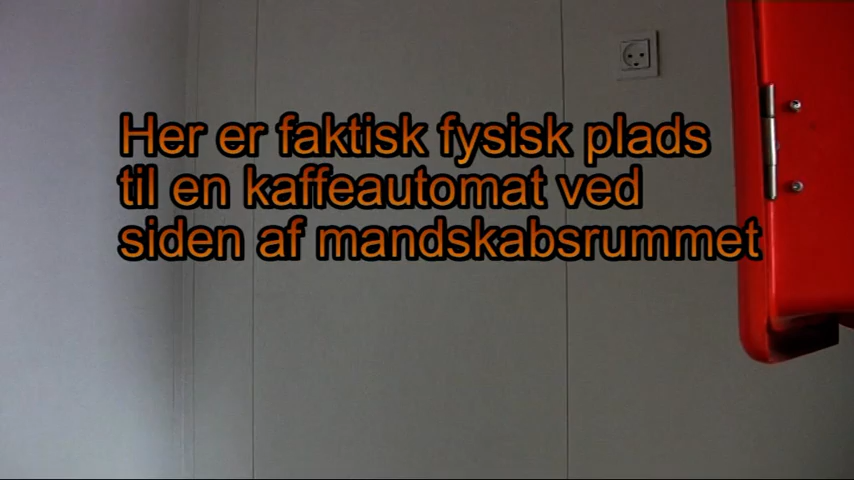 Her er faktisk fysisk plads
til en kaffeautomat ved
siden af mandskabsrummet